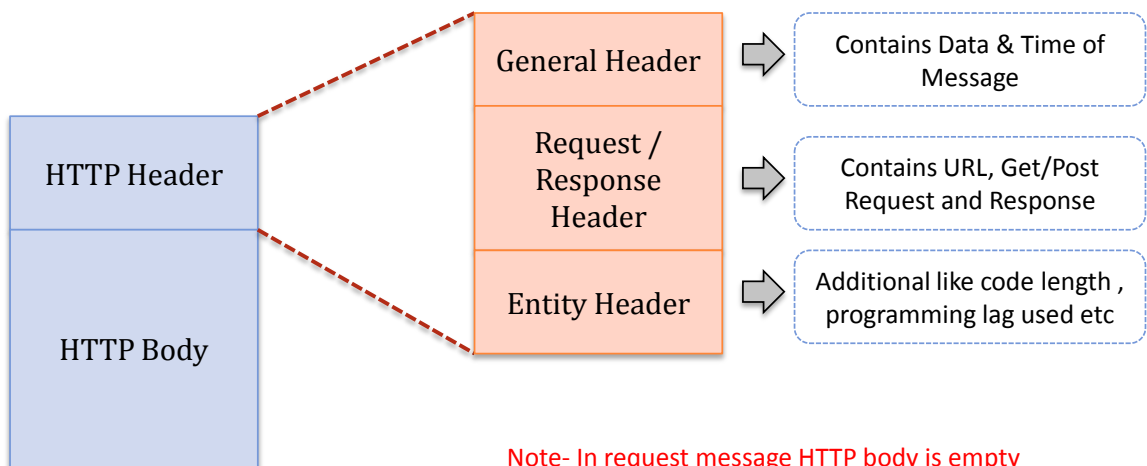 HTTP Header
HTTP Body
General Header
Request /
Response
Header
Entity Header
Contains Data & Time of
Message
Contains URL, Get/Post
Request and Response
Additional like code length ,
programming lag used etc
Note- In request message HTTP body is empty